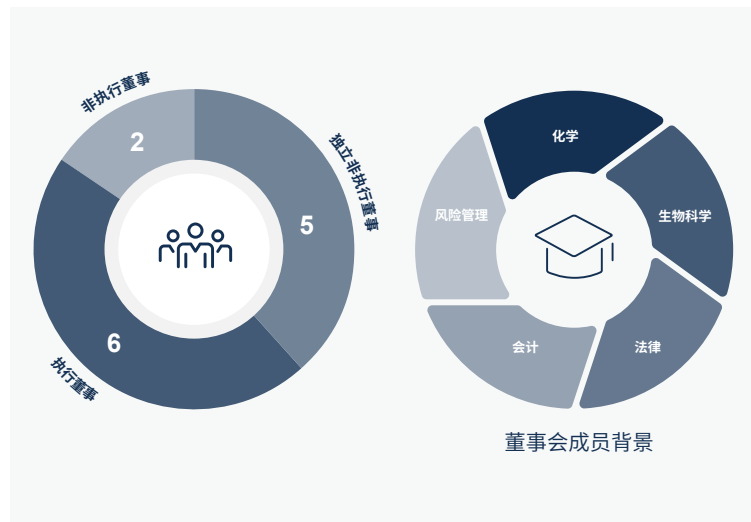 非执行董事
2
独立非执行董事
5
6
执行董事
化学
生物科学
风险管理
会计
法律
董事会成员背景